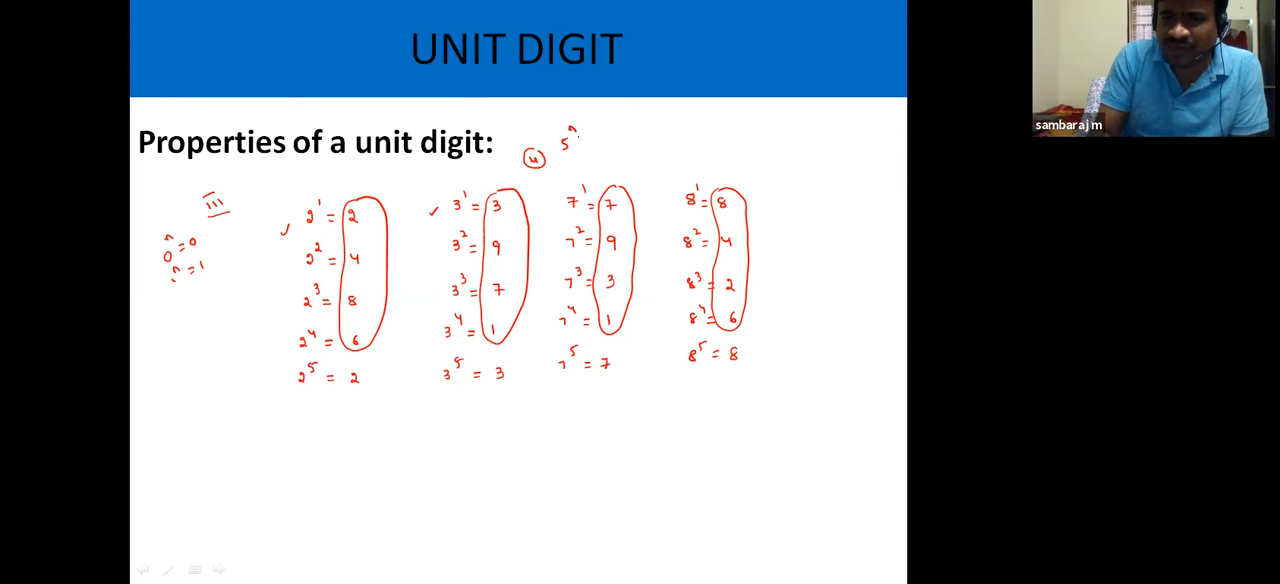 UNIT DIGIT
sambaraj m
Properties of a unit digit:
4 5ⁿ
III
0ⁿ = 0
1ⁿ = 1
2¹ = 2 3¹ = 3 7¹ = 7 8¹ = 8
2² = 4 3² = 9 7² = 9 8² = 4
2³ = 8 3³ = 7 7³ = 3 8³ = 2
2⁴ = 6 3⁴ = 1 7⁴ = 1 8⁴ = 6
2⁵ = 2 3⁵ = 3 7⁵ = 7 8⁵ = 8